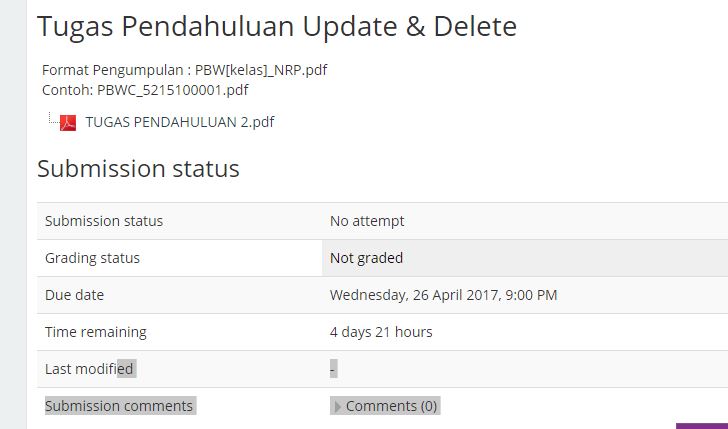 Tugas Pendahuluan Update & Delete
Format Pengumpulan : PBW[kelas]_NRP.pdf
Contoh: PBWC_5215100001.pdf
TUGAS PENDAHULUAN 2.pdf
Submission status
Submission status No attempt
Grading status Not graded
Due date Wednesday, 26 April 2017, 9:00 PM
Time remaining 4 days 21 hours
Last modified -
Submission comments Comments (0)